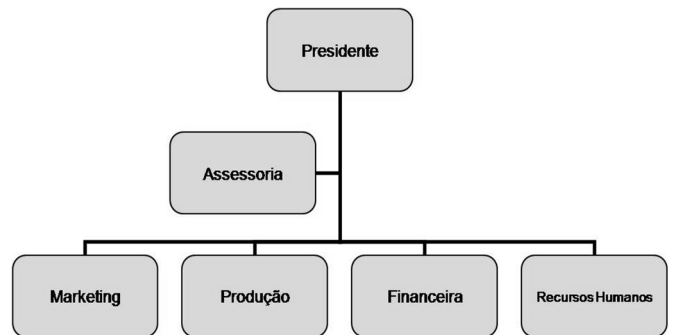 Presidente
Assessoria
Marketing
Produção
Financeira
Recursos Humanos